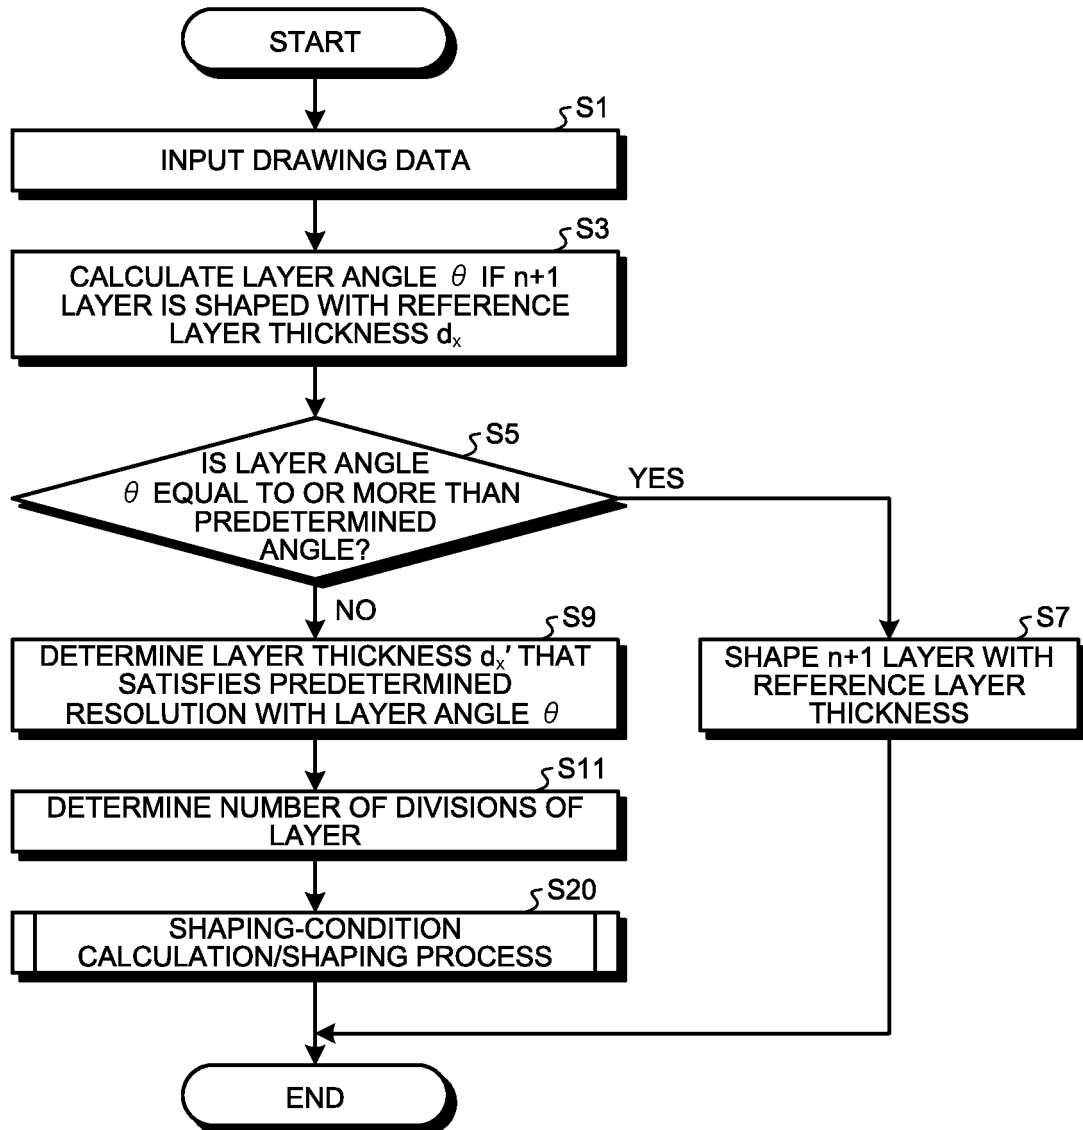 START
S1
INPUT DRAWING DATA
S3
CALCULATE LAYER ANGLE θ IF n+1
LAYER IS SHAPED WITH REFERENCE
LAYER THICKNESS dx
S5
IS LAYER ANGLE
θ EQUAL TO OR MORE THAN
PREDETERMINED
ANGLE?
YES
NO
S9
DETERMINE LAYER THICKNESS dx' THAT
SATISFIES PREDETERMINED
RESOLUTION WITH LAYER ANGLE θ
S7
SHAPE n+1 LAYER WITH
REFERENCE LAYER
THICKNESS
S11
DETERMINE NUMBER OF DIVISIONS OF
LAYER
S20
SHAPING-CONDITION
CALCULATION/SHAPING PROCESS
END